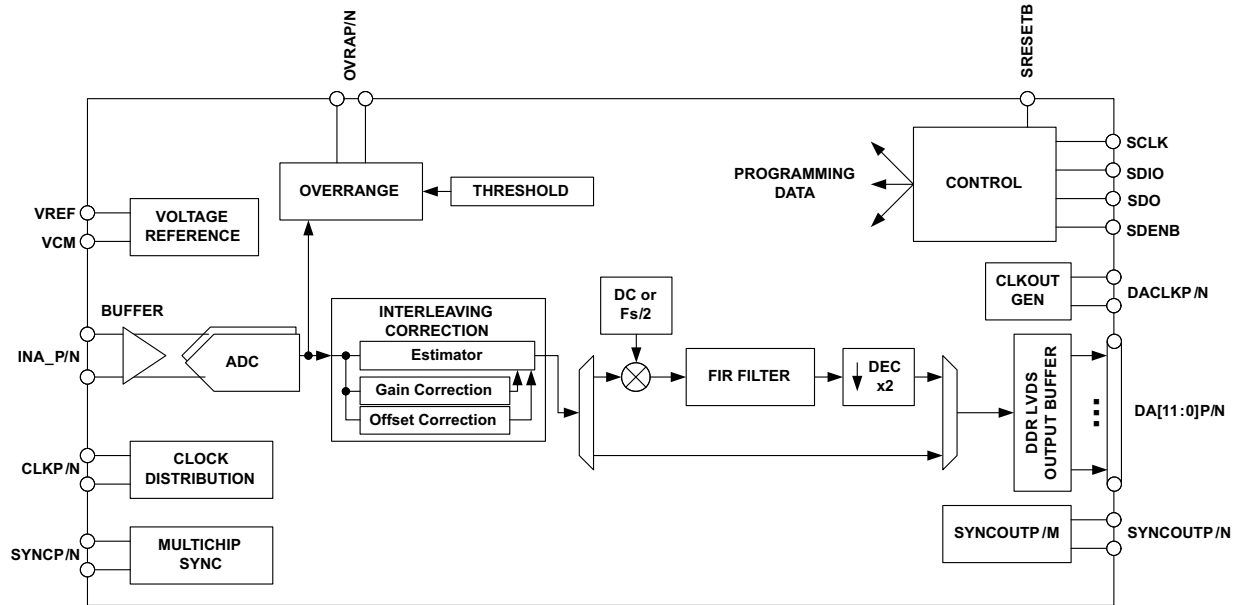 OVRAP/N
SRESETB
OVERRANGE
THRESHOLD
PROGRAMMING
DATA
CONTROL
SCLK
SDIO
SDO
SDENB
VREF
VCM
VOLTAGE
REFERENCE
CLKOUT
GEN
DACLKP/N
BUFFER
INA_P/N
ADC
INTERLEAVING
CORRECTION
Estimator
Gain Correction
Offset Correction
DC or
Fs/2
FIR FILTER
DEC
x2
DDR LVDS
OUTPUT BUFFER
DA[11:0]P/N
CLKP/N
CLOCK
DISTRIBUTION
SYNCP/N
MULTICHIP
SYNC
SYNCOUTP/M
SYNCOUTP/N